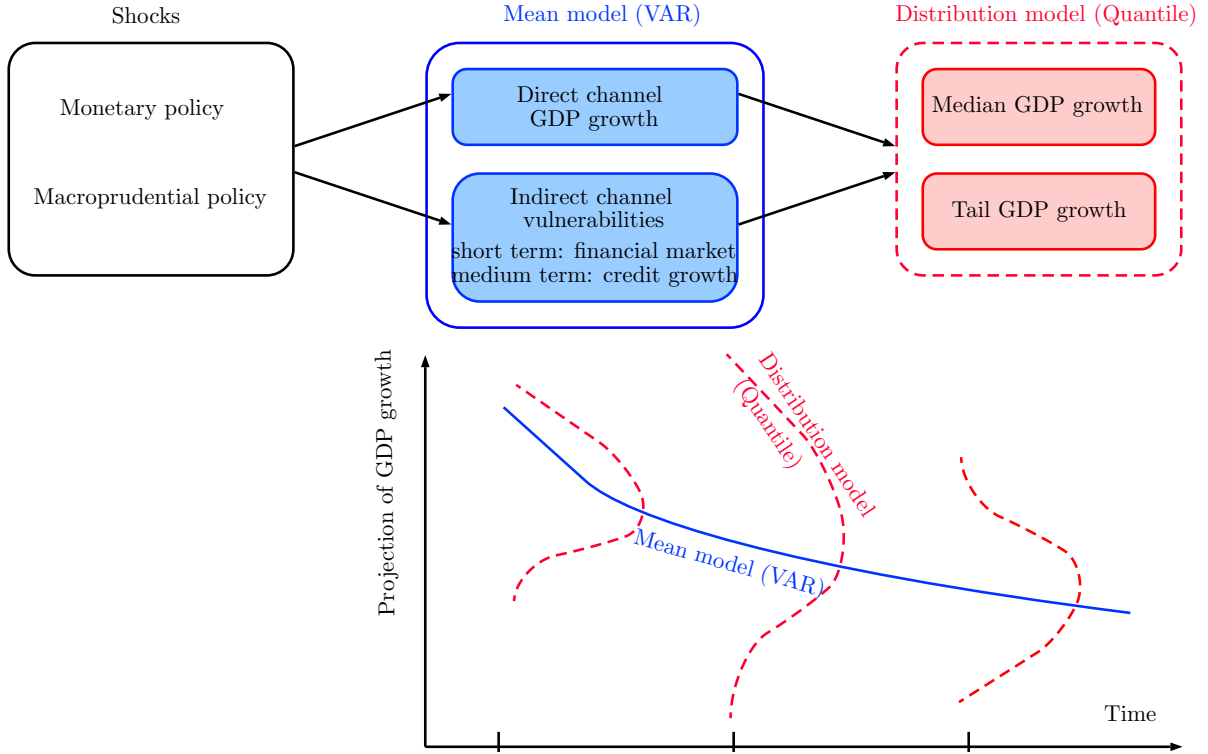 Shocks
Monetary policy
Macroprudential policy
Mean model (VAR)
Direct channel
GDP growth
Indirect channel
vulnerabilities
short term: financial market
medium term: credit growth
Distribution model (Quantile)
Median GDP growth
Tail GDP growth
Projection of GDP growth
Distribution model
(Quantile)
Mean model (VAR)
Time